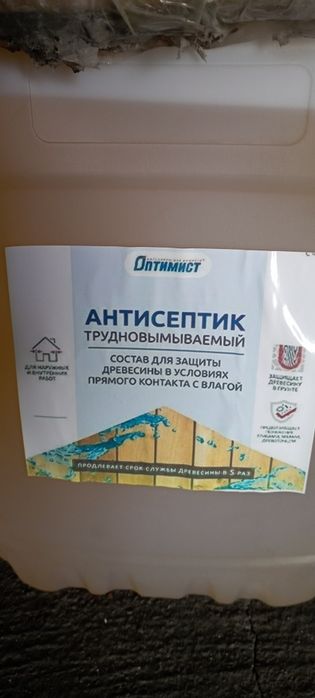 ОПТИМИСТ
АНТИСЕПТИК
ТРУДНОВЫМЫВАЕМЫЙ
СОСТАВ ДЛЯ ЗАЩИТЫ
ДРЕВЕСИНЫ В УСЛОВИЯХ
ПРЯМОГО КОНТАКТА С ВЛАГОЙ
ДЛЯ НАРУЖНЫХ
И ВНУТРЕННИХ
РАБОТ
ЗАЩИЩАЕТ
ДРЕВЕСИНУ
В ГРУНТЕ
ПРОДЛЕВАЕТ СРОК СЛУЖБЫ ДРЕВЕСИНЫ В 5 РАЗ